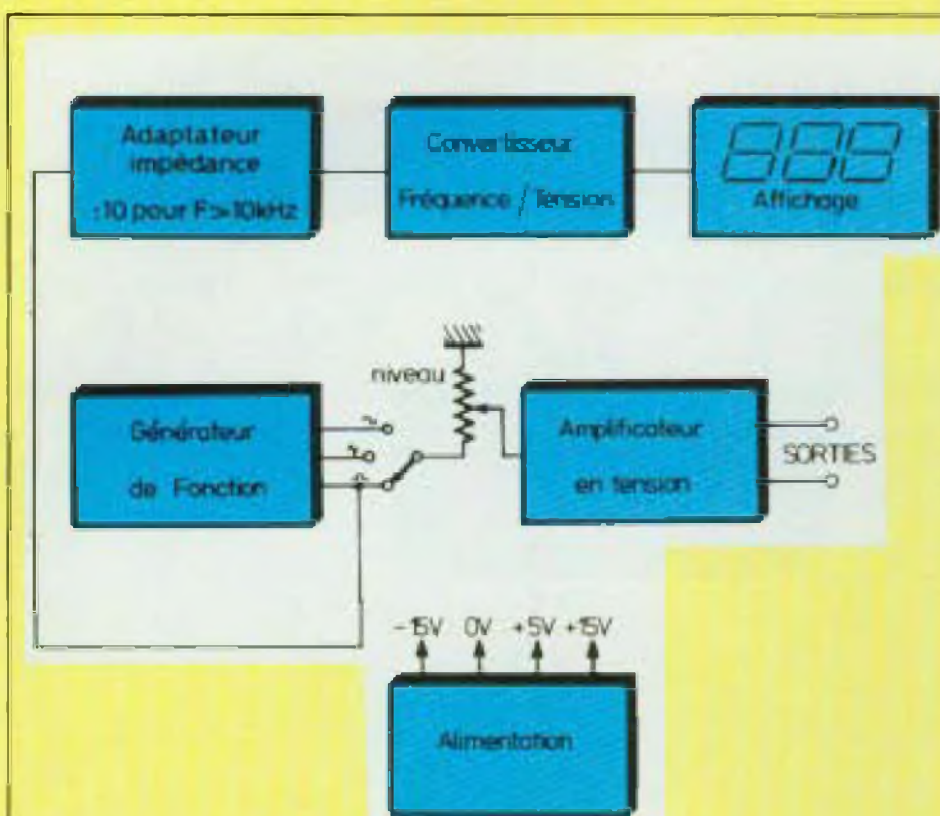 Adaptateur
impédance
:10 pour F>10kHz
Convertisseur
Fréquence / Tension
888
Affichage
niveau
Générateur
de Fonction
Amplificateur
en tension
SORTIES
-15V 0V +5V +15V
Alimentation